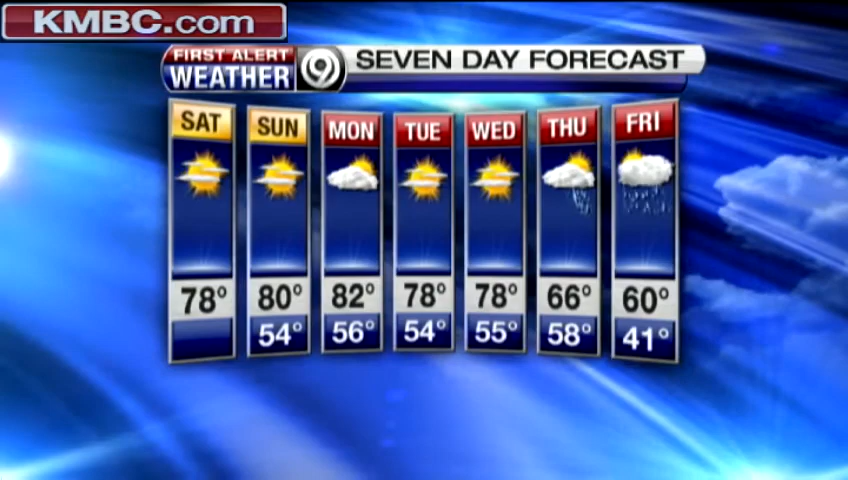 KMBC.com
FIRST ALERT
WEATHER 9
SEVEN DAY FORECAST
SAT SUN MON TUE WED THU FRI
78° 80° 82° 78° 78° 66° 60°
54° 56° 54° 55° 58° 41°